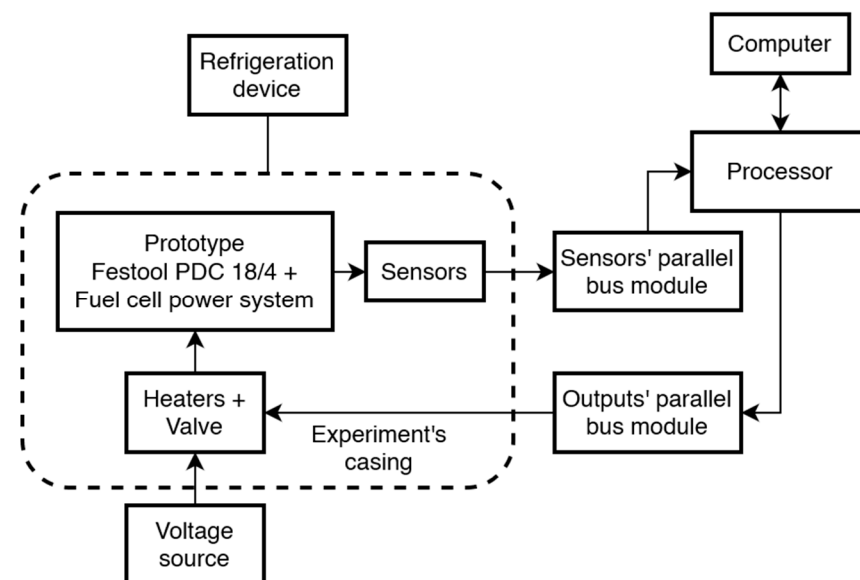 Computer
Refrigeration
device
Processor
Prototype
Festool PDC 18/4 +
Fuel cell power system
Sensors
Sensors' parallel
bus module
Heaters +
Valve
Outputs' parallel
bus module
Experiment's
casing
Voltage
source